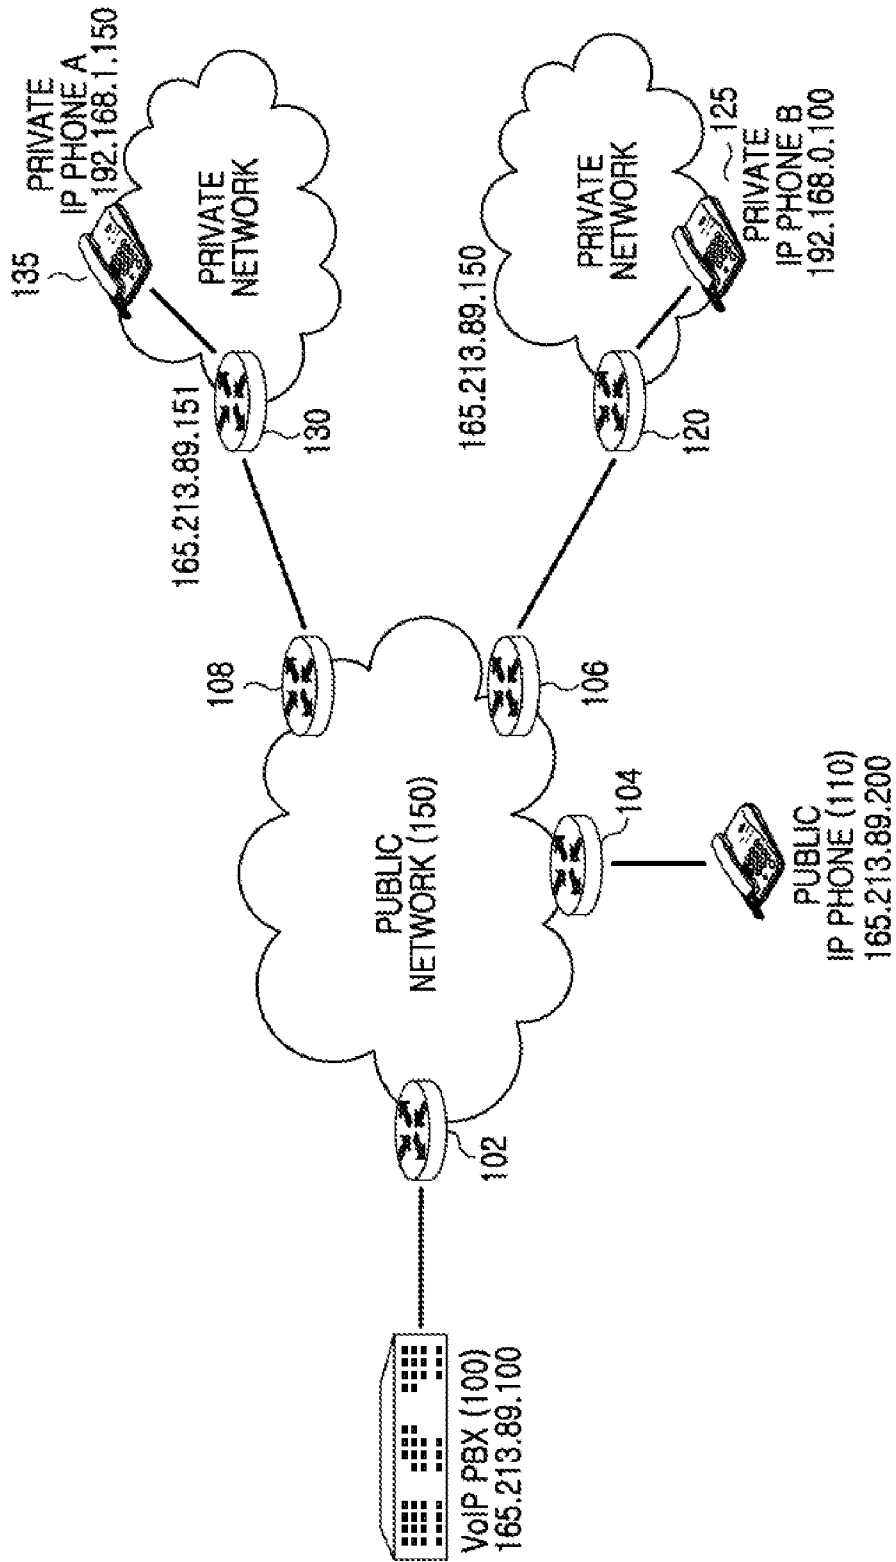 135
PRIVATE
IP PHONE A
192.168.1.150
PRIVATE
NETWORK
165.213.89.151
130
108
PUBLIC
NETWORK (150)
VoIP PBX (100)
165.213.89.100
102
104
PUBLIC
IP PHONE (110)
165.213.89.200
106
165.213.89.150
120
PRIVATE
NETWORK
125
PRIVATE
IP PHONE B
192.168.0.100